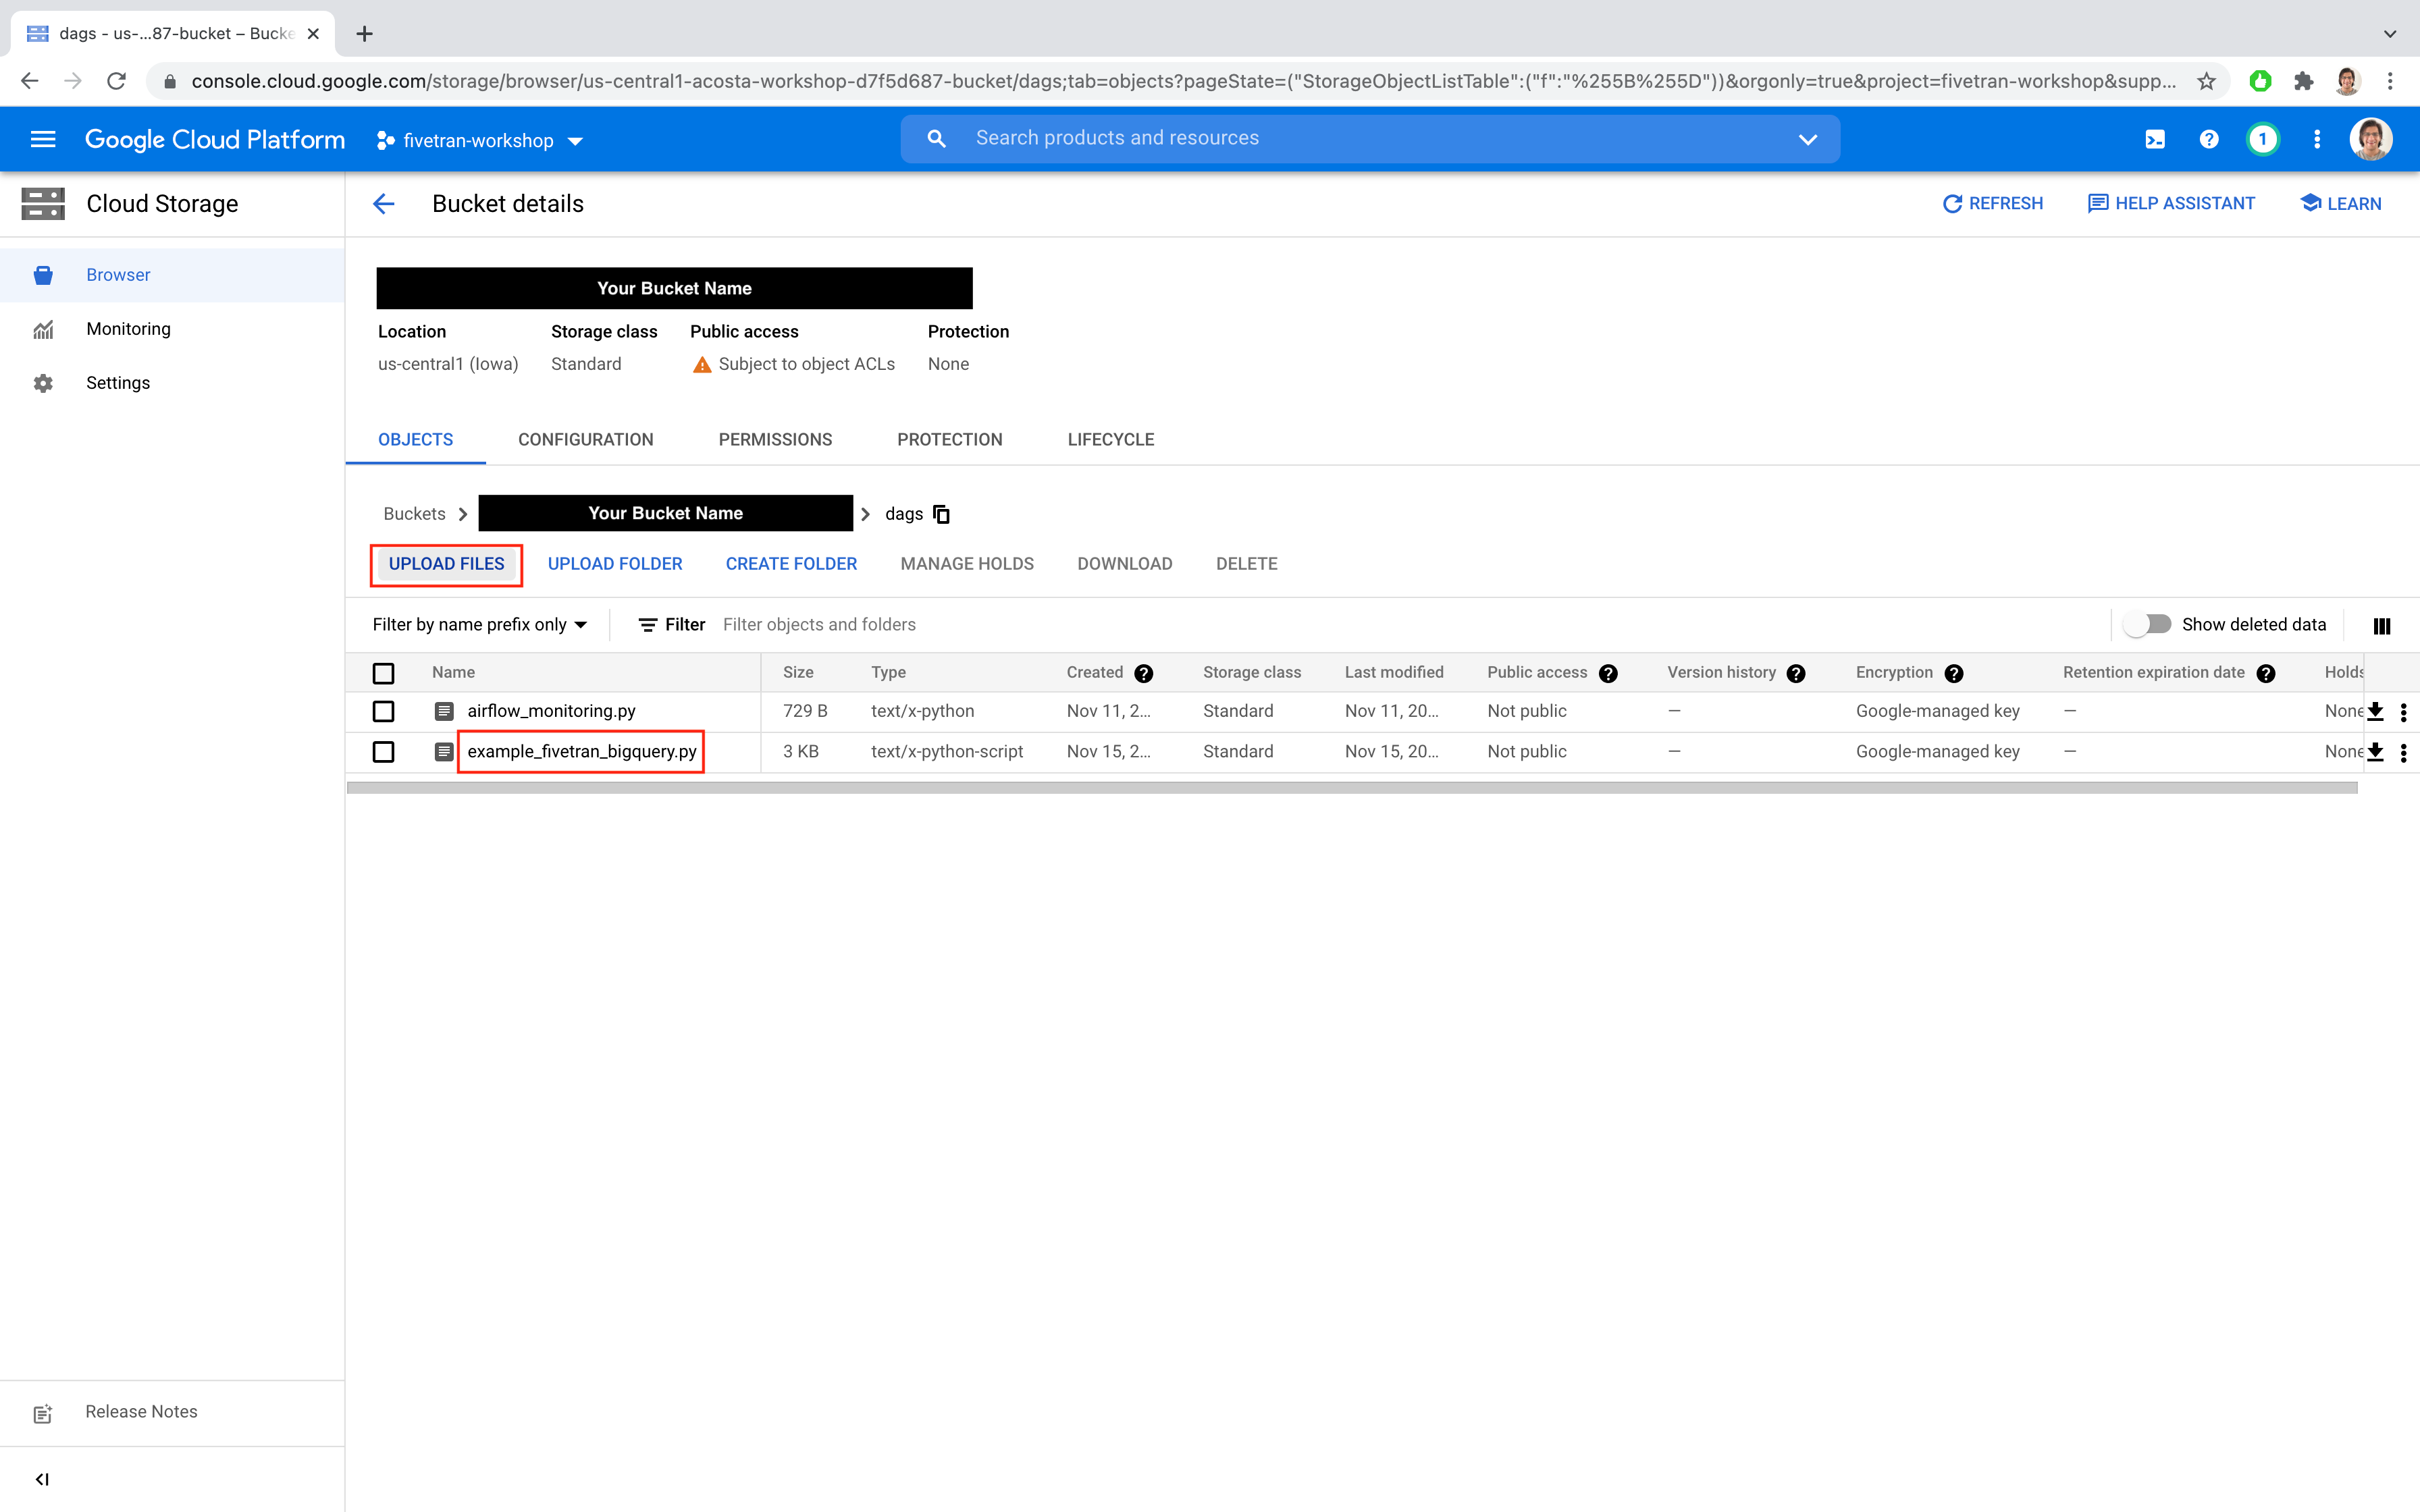 dags - us-...87-bucket – Bucke
console.cloud.google.com/storage/browser/us-central1-acosta-workshop-d7f5d687-bucket/dags;tab=objects?pageState=("StorageObjectListTable":("f":"%255B%255D"))&orgonly=true&project=fivetran-workshop&supp...
Google Cloud Platform fivetran-workshop Search products and resources 1
Cloud Storage Bucket details REFRESH HELP ASSISTANT LEARN
Browser
Monitoring
Settings
Your Bucket Name
Location Storage class Public access Protection
us-central1 (Iowa) Standard Subject to object ACLs None
OBJECTS CONFIGURATION PERMISSIONS PROTECTION LIFECYCLE
Buckets Your Bucket Name dags
UPLOAD FILES UPLOAD FOLDER CREATE FOLDER MANAGE HOLDS DOWNLOAD DELETE
Filter by name prefix only Filter Filter objects and folders Show deleted data
Name Size Type Created Storage class Last modified Public access Version history Encryption Retention expiration date Holds
airflow_monitoring.py 729 B text/x-python Nov 11, 2... Standard Nov 11, 20... Not public — Google-managed key — None
example_fivetran_bigquery.py 3 KB text/x-python-script Nov 15, 2... Standard Nov 15, 20... Not public — Google-managed key — None
Release Notes